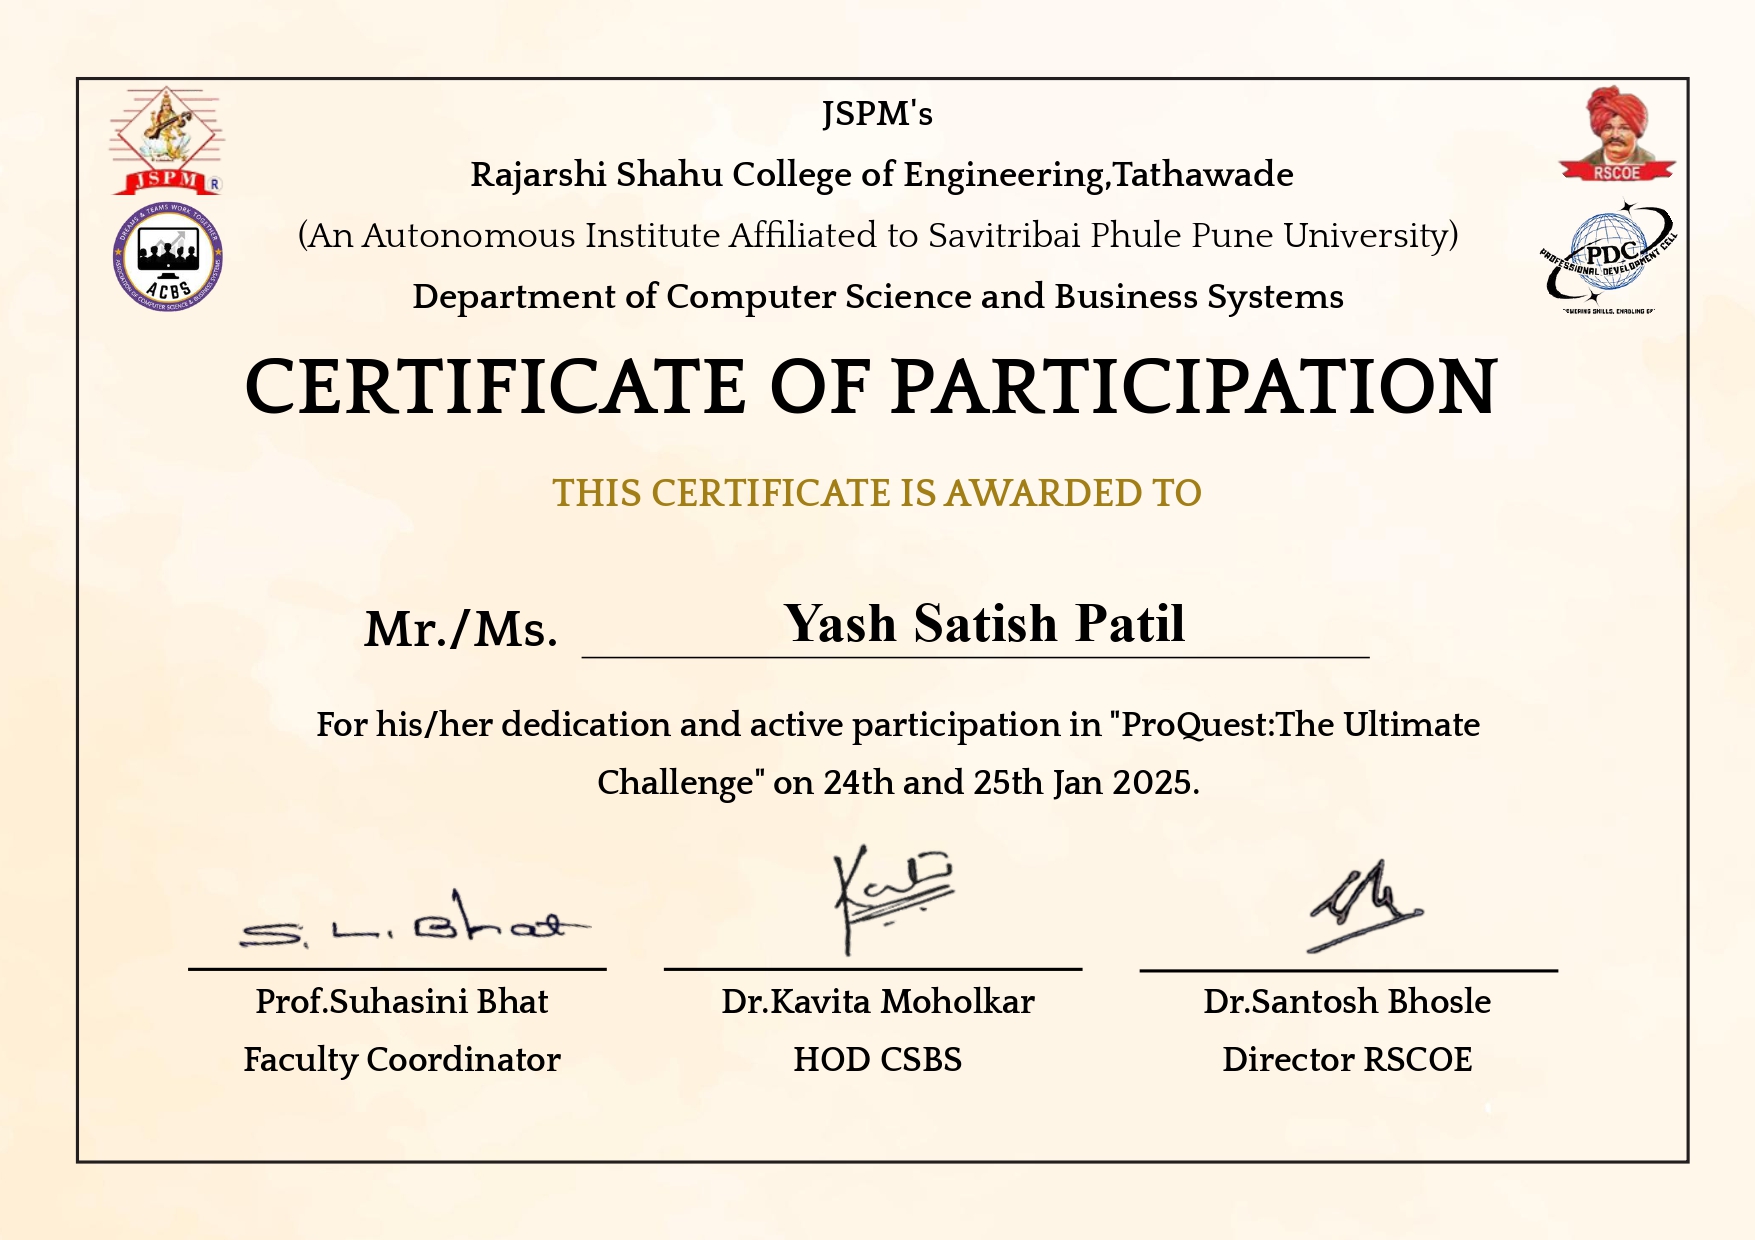 JSPM's
Rajarshi Shahu College of Engineering,Tathawade
(An Autonomous Institute Affiliated to Savitribai Phule Pune University)
Department of Computer Science and Business Systems
JSPM ®
DREAMS & TEAMS WORK TOGETHER
ACBS
ASSOCIATION OF COMPUTER SCIENCE & BUSINESS SYSTEMS
RSCOE
PDC
PROFESSIONAL DEVELOPMENT CELL
SKILLS, ENABLING
CERTIFICATE OF PARTICIPATION
THIS CERTIFICATE IS AWARDED TO
Mr./Ms. Yash Satish Patil
For his/her dedication and active participation in "ProQuest:The Ultimate
Challenge" on 24th and 25th Jan 2025.
S. L. Bhat
Prof.Suhasini Bhat
Faculty Coordinator
Dr.Kavita Moholkar
HOD CSBS
Dr.Santosh Bhosle
Director RSCOE